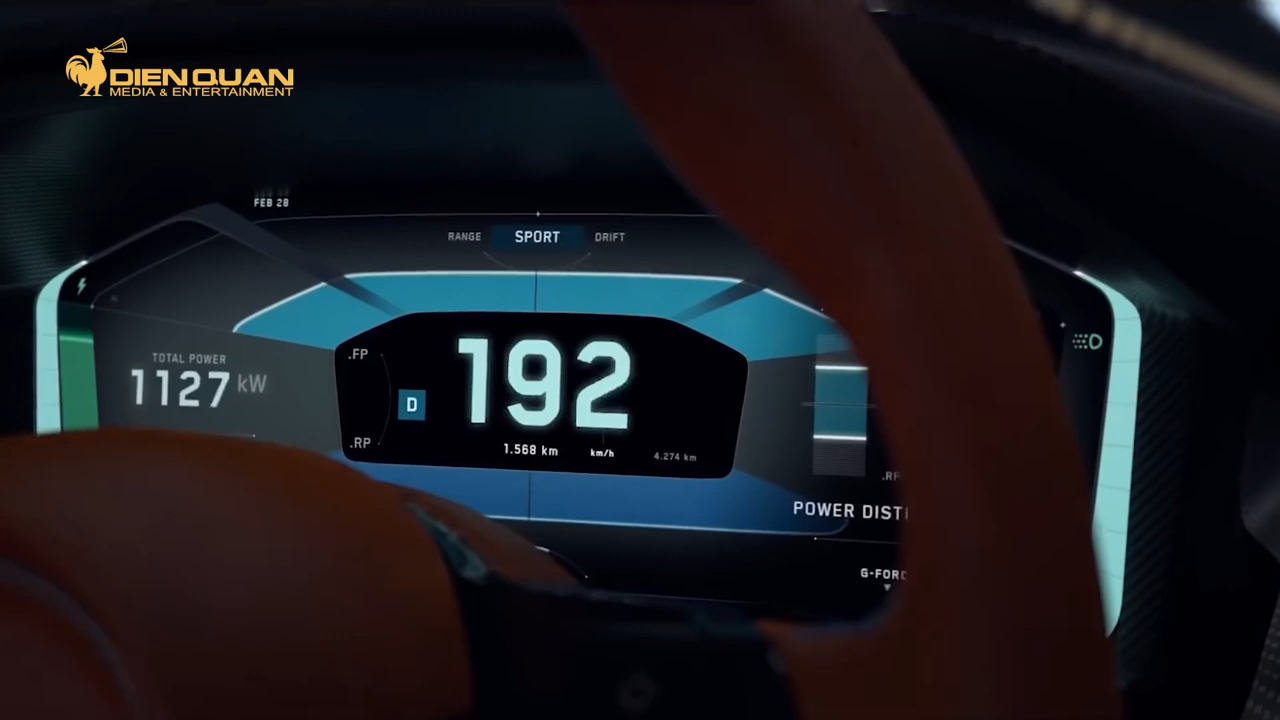 DIEN QUAN
MEDIA & ENTERTAINMENT
FEB 28
RANGE SPORT DRIFT
TOTAL POWER
1127 kW
.FP
D
192
.RP
1.568 km km/h 4.274 km
POWER